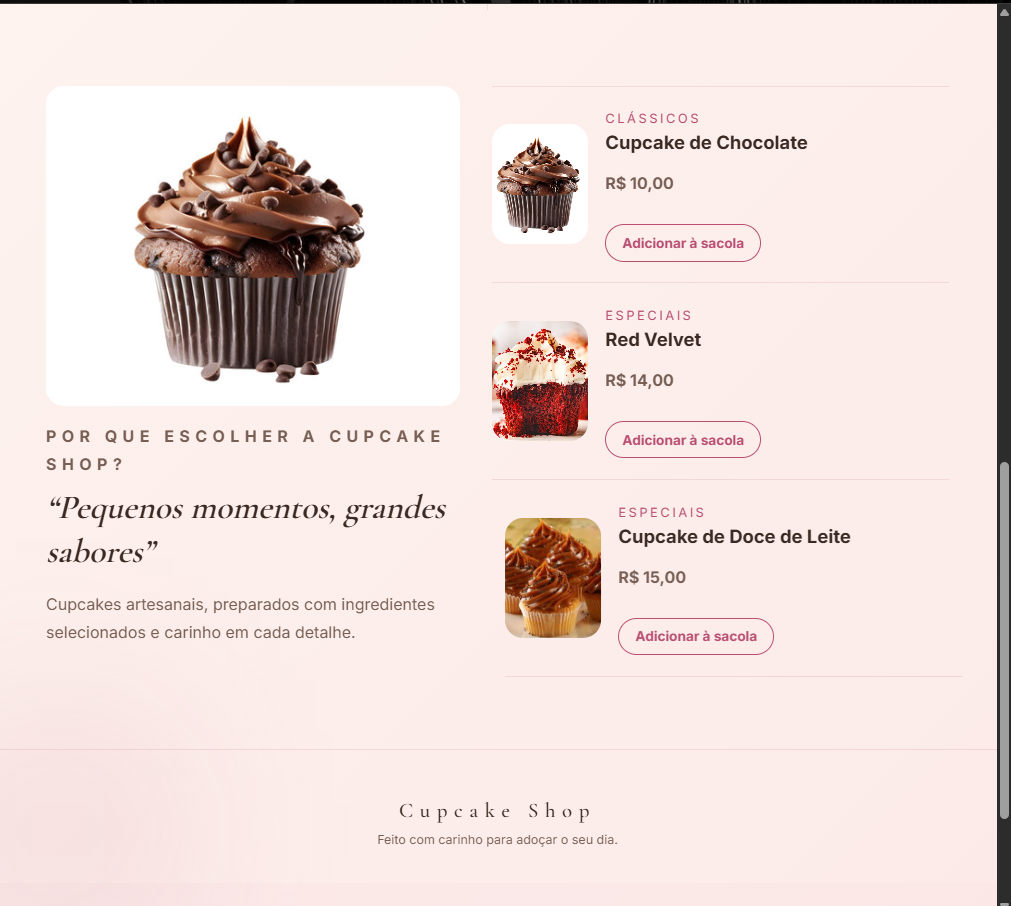 POR QUE ESCOLHER A CUPCAKE
SHOP?
“Pequenos momentos, grandes
sabores”
Cupcakes artesanais, preparados com ingredientes
selecionados e carinho em cada detalhe.
CLÁSSICOS
Cupcake de Chocolate
R$ 10,00
Adicionar à sacola
ESPECIAIS
Red Velvet
R$ 14,00
Adicionar à sacola
ESPECIAIS
Cupcake de Doce de Leite
R$ 15,00
Adicionar à sacola
Cupcake Shop
Feito com carinho para adoçar o seu dia.